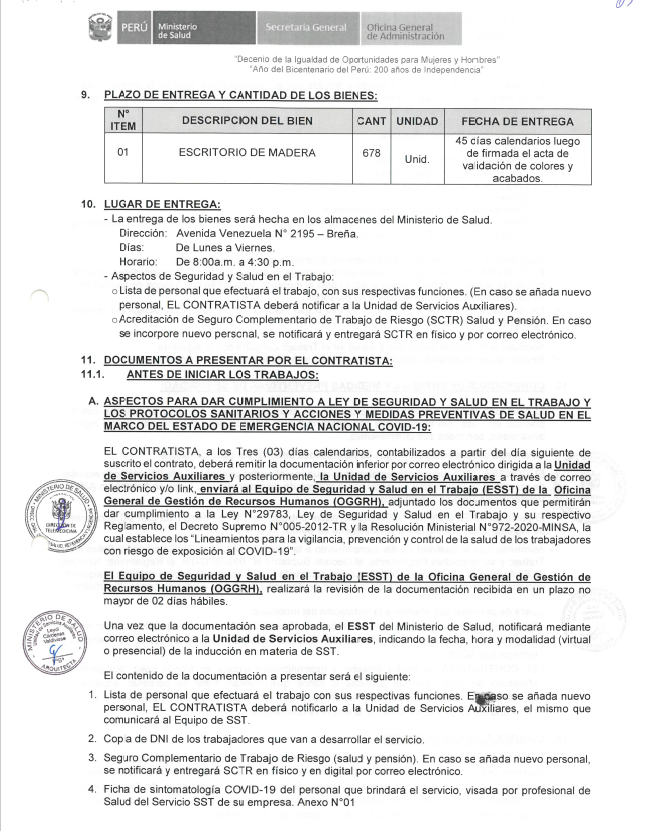 PERÚ Ministerio de Salud Secretaría General Oficina General de Administración
"Decenio de la Igualdad de Oportunidades para Mujeres y Hombres"
"Año del Bicentenario del Perú: 200 años de Independencia"
9. PLAZO DE ENTREGA Y CANTIDAD DE LOS BIENES:
N° ITEM DESCRIPCION DEL BIEN CANT UNIDAD FECHA DE ENTREGA
01 ESCRITORIO DE MADERA 678 Unid. 45 días calendarios luego
de firmada el acta de
validación de colores y
acabados.
10. LUGAR DE ENTREGA:
- La entrega de los bienes será hecha en los almacenes del Ministerio de Salud.
Dirección: Avenida Venezuela N° 2195 – Breña.
Días: De Lunes a Viernes.
Horario: De 8:00a.m. a 4:30 p.m.
- Aspectos de Seguridad y Salud en el Trabajo:
o Lista de personal que efectuará el trabajo, con sus respectivas funciones. (En caso se añada nuevo
personal, EL CONTRATISTA deberá notificar a la Unidad de Servicios Auxiliares).
o Acreditación de Seguro Complementario de Trabajo de Riesgo (SCTR) Salud y Pensión. En caso
se incorpore nuevo personal, se notificará y entregará SCTR en físico y por correo electrónico.
11. DOCUMENTOS A PRESENTAR POR EL CONTRATISTA:
11.1. ANTES DE INICIAR LOS TRABAJOS:
A. ASPECTOS PARA DAR CUMPLIMIENTO A LEY DE SEGURIDAD Y SALUD EN EL TRABAJO Y
LOS PROTOCOLOS SANITARIOS Y ACCIONES Y MEDIDAS PREVENTIVAS DE SALUD EN EL
MARCO DEL ESTADO DE EMERGENCIA NACIONAL COVID-19:
EL CONTRATISTA, a los Tres (03) días calendarios, contabilizados a partir del día siguiente de
suscrito el contrato, deberá remitir la documentación inferior por correo electrónico dirigida a la Unidad
de Servicios Auxiliares y posteriormente, la Unidad de Servicios Auxiliares a través de correo
electrónico y/o link, enviará al Equipo de Seguridad y Salud en el Trabajo (ESST) de la Oficina
General de Gestión de Recursos Humanos (OGGRH), adjuntado los documentos que permitirán
dar cumplimiento a la Ley N°29783, Ley de Seguridad y Salud en el Trabajo y su respectivo
Reglamento, el Decreto Supremo N°005-2012-TR y la Resolución Ministerial N°972-2020-MINSA, la
cual establece los "Lineamientos para la vigilancia, prevención y control de la salud de los trabajadores
con riesgo de exposición al COVID-19".
El Equipo de Seguridad y Salud en el Trabajo (ESST) de la Oficina General de Gestión de
Recursos Humanos (OGGRH), realizará la revisión de la documentación recibida en un plazo no
mayor de 02 días hábiles.
Una vez que la documentación sea aprobada, el ESST del Ministerio de Salud, notificará mediante
correo electrónico a la Unidad de Servicios Auxiliares, indicando la fecha, hora y modalidad (virtual
o presencial) de la inducción en materia de SST.
El contenido de la documentación a presentar será el siguiente:
1. Lista de personal que efectuará el trabajo con sus respectivas funciones. En caso se añada nuevo
personal, EL CONTRATISTA deberá notificarlo a la Unidad de Servicios Auxiliares, el mismo que
comunicará al Equipo de SST.
2. Copia de DNI de los trabajadores que van a desarrollar el servicio.
3. Seguro Complementario de Trabajo de Riesgo (salud y pensión). En caso se añada nuevo personal,
se notificará y entregará SCTR en físico y en digital por correo electrónico.
4. Ficha de sintomatología COVID-19 del personal que brindará el servicio, visada por profesional de
Salud del Servicio SST de su empresa. Anexo N°01
MINISTERIO DE SALUD
DIRECCIÓN DE
TELEMEDICINA
MINISTERIO DE SALUD
Leyd
Cárdenas
Valdiviese
ARQUITECTA